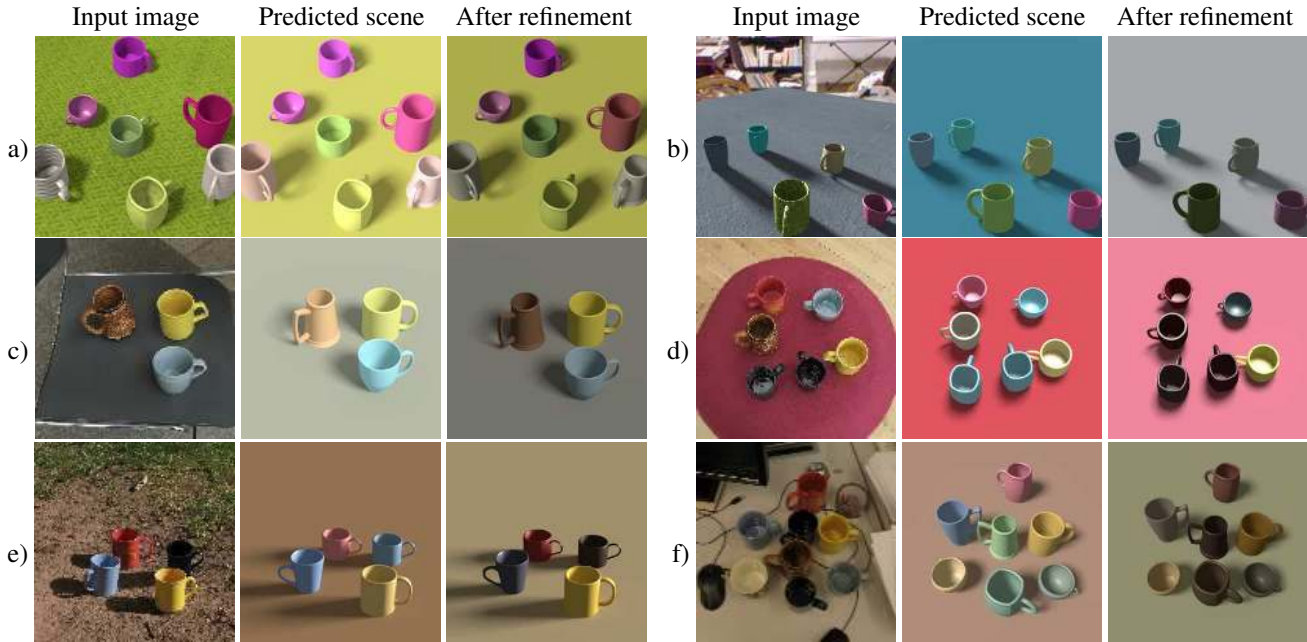 Input image Predicted scene After refinement Input image Predicted scene After refinement
a) b)
c) d)
e) f)